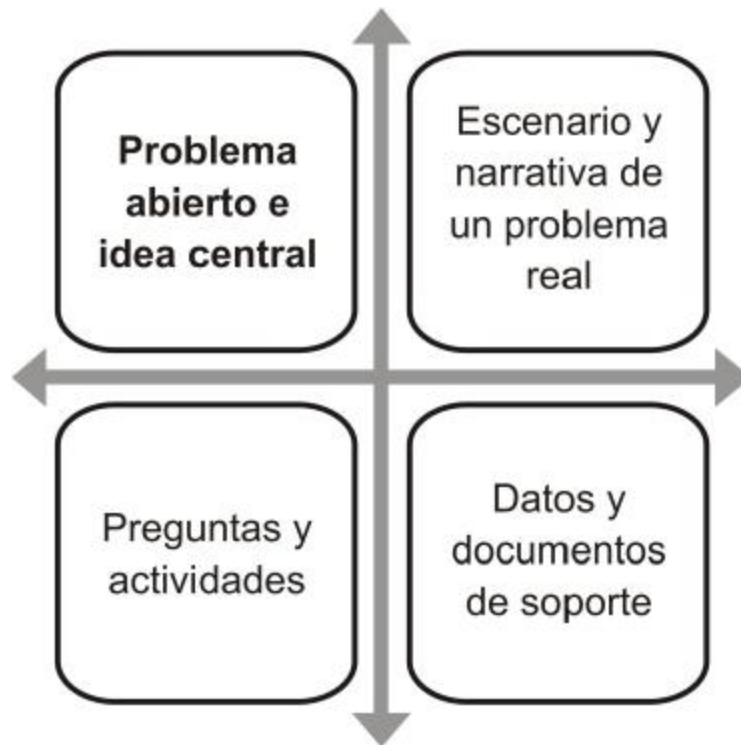 Problema
abierto e
idea central
Escenario y
narrativa de
un problema
real
Preguntas y
actividades
Datos y
documentos
de soporte